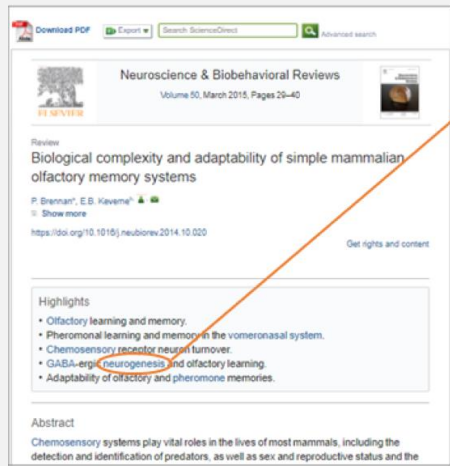 Download PDF Export Search ScienceDirect Advanced search
Neuroscience & Biobehavioral Reviews
Volume 50, March 2015, Pages 29–40
ELSEVIER
Review
Biological complexity and adaptability of simple mammalian
olfactory memory systems
P. Brennan, E.B. Keverne
Show more
https://doi.org/10.1016/j.neubiorev.2014.10.020
Get rights and content
Highlights
• Olfactory learning and memory.
• Pheromonal learning and memory in the vomeronasal system.
• Chemosensory receptor neuron turnover.
• GABA-ergic neurogenesis and olfactory learning.
• Adaptability of olfactory and pheromone memories.
Abstract
Chemosensory systems play vital roles in the lives of most mammals, including the
detection and identification of predators, as well as sex and reproductive status and the